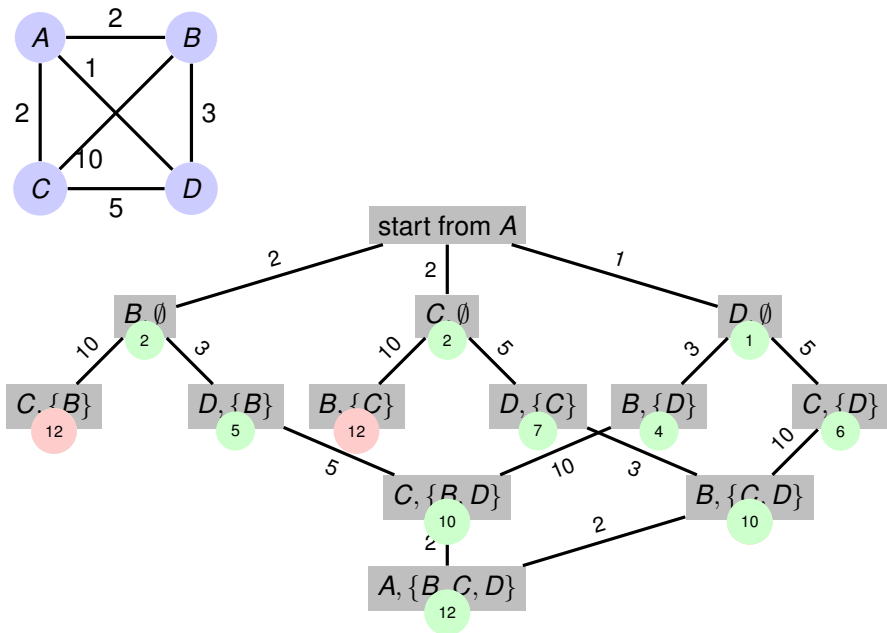 A 2 B
1
2 3
10
C 5 D
start from A
2 2 1
B, ∅ C, ∅ D, ∅
2 2 1
10 3 10 5 3 5
C, {B} D, {B} B, {C} D, {C} B, {D} C, {D}
12 5 12 7 4 6
5 10 3 10
C, {B, D} B, {C, D}
10 10
2 2
A, {B, C, D}
12